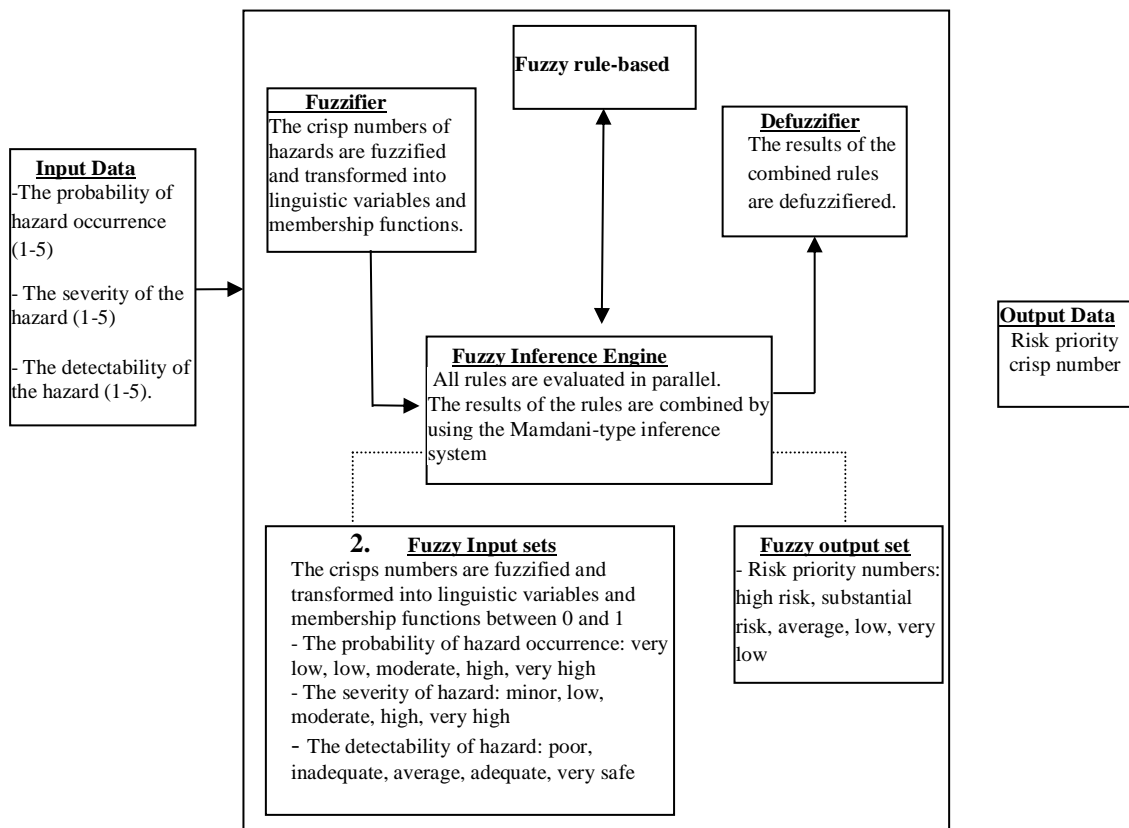 Fuzzy rule-based
Fuzzifier
The crisp numbers of
hazards are fuzzified
and transformed into
linguistic variables and
membership functions.
Defuzzifier
The results of the
combined rules
are defuzzifiered.
Input Data
-The probability of
hazard occurrence
(1-5)
- The severity of the
hazard (1-5)
- The detectability of
the hazard (1-5).
Output Data
Risk priority
crisp number
Fuzzy Inference Engine
All rules are evaluated in parallel.
The results of the rules are combined by
using the Mamdani-type inference
system
2. Fuzzy Input sets
The crisps numbers are fuzzified and
transformed into linguistic variables and
membership functions between 0 and 1
- The probability of hazard occurrence: very
low, low, moderate, high, very high
- The severity of hazard: minor, low,
moderate, high, very high
- The detectability of hazard: poor,
inadequate, average, adequate, very safe
Fuzzy output set
- Risk priority numbers:
high risk, substantial
risk, average, low, very
low